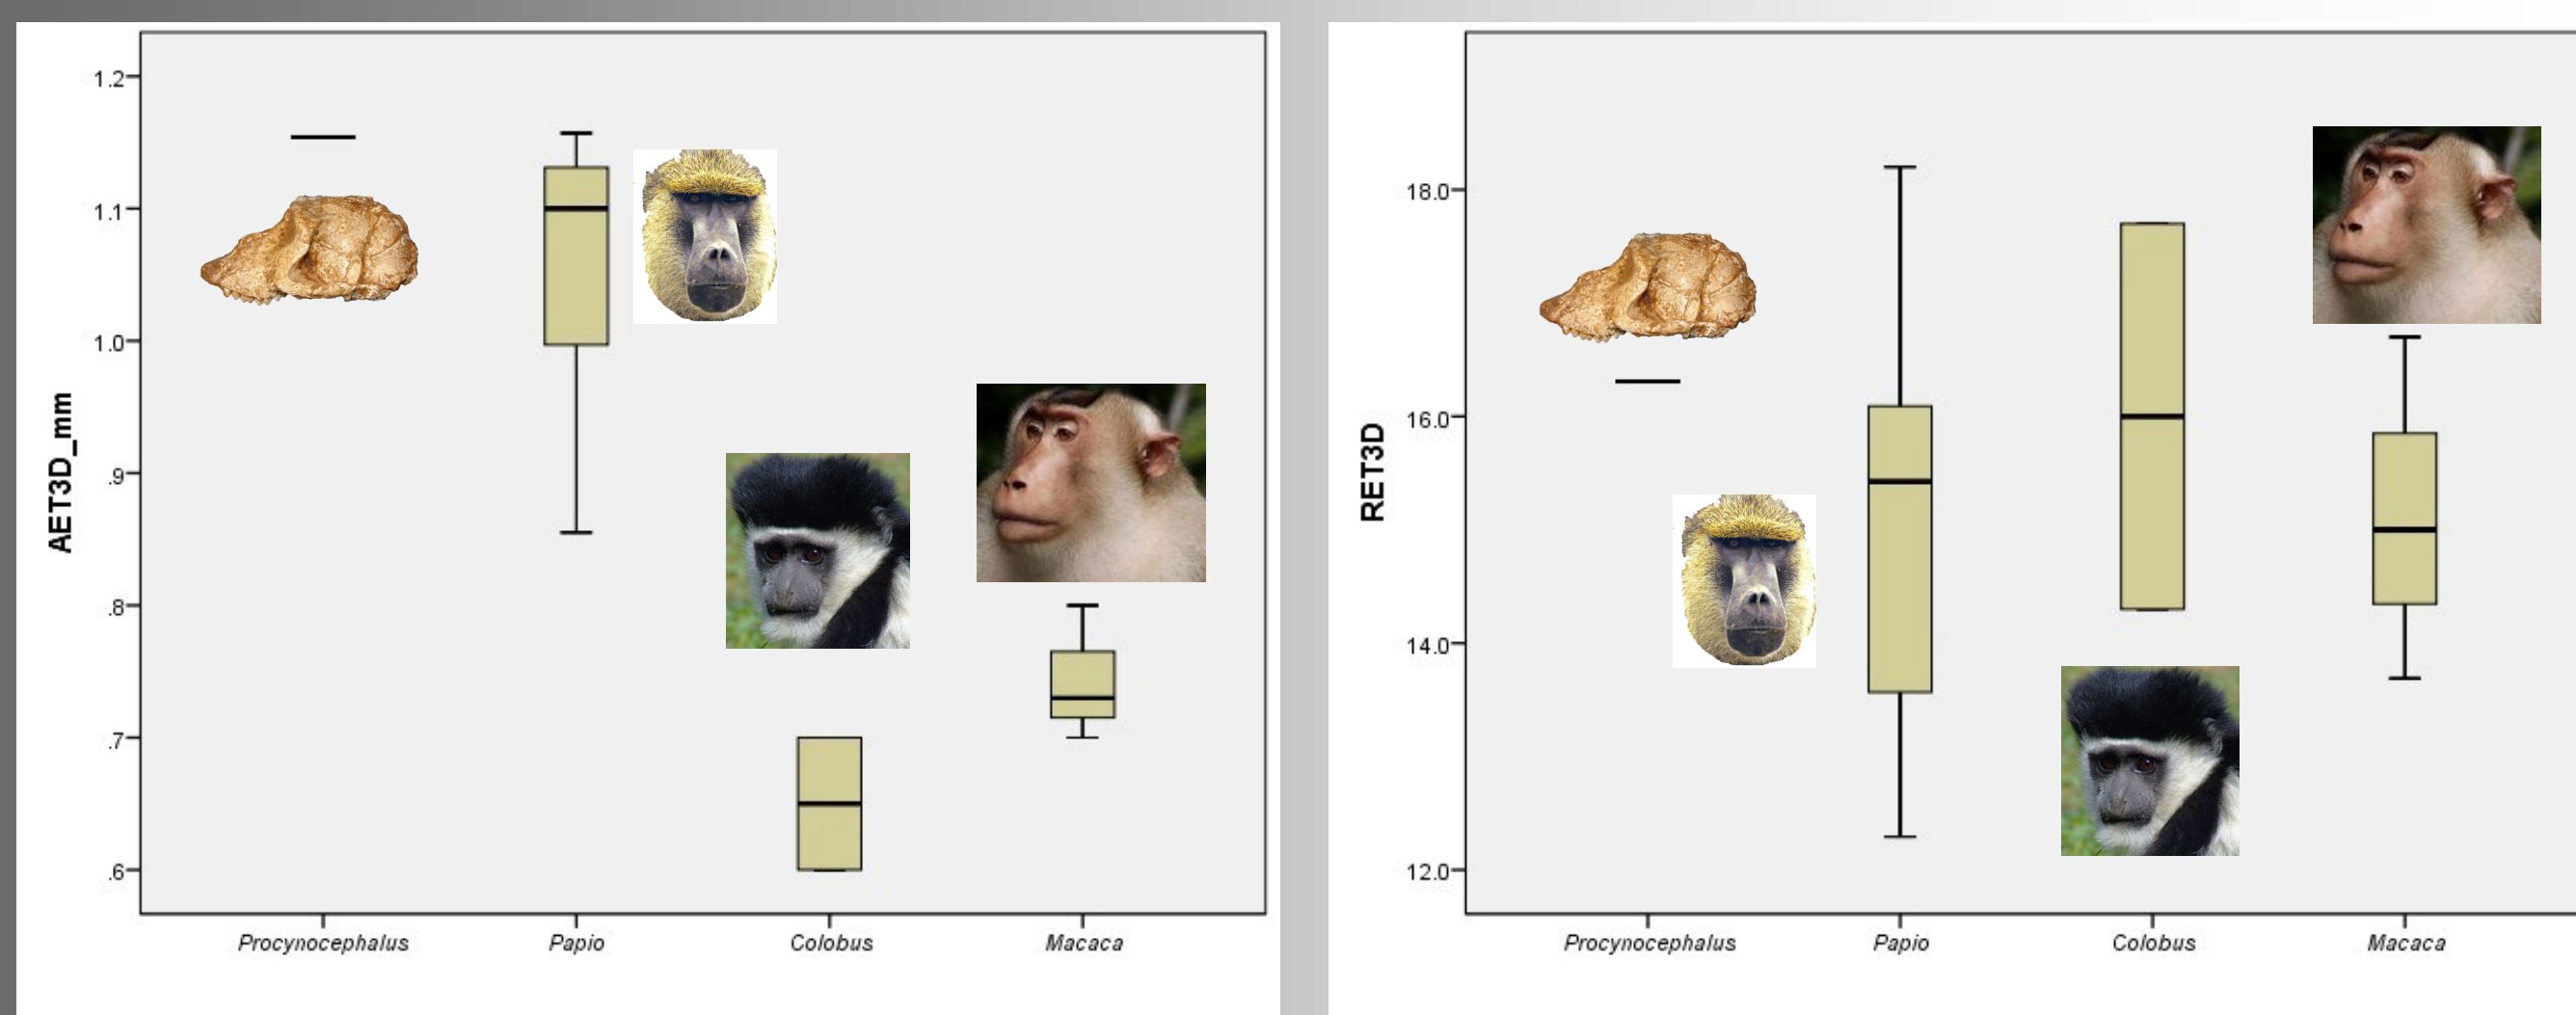 AET3D_mm
1.2
1.1
1.0
.9
.8
.7
.6
Procynocephalus Papio Colobus Macaca
RET3D
18.0
16.0
14.0
12.0
Procynocephalus Papio Colobus Macaca